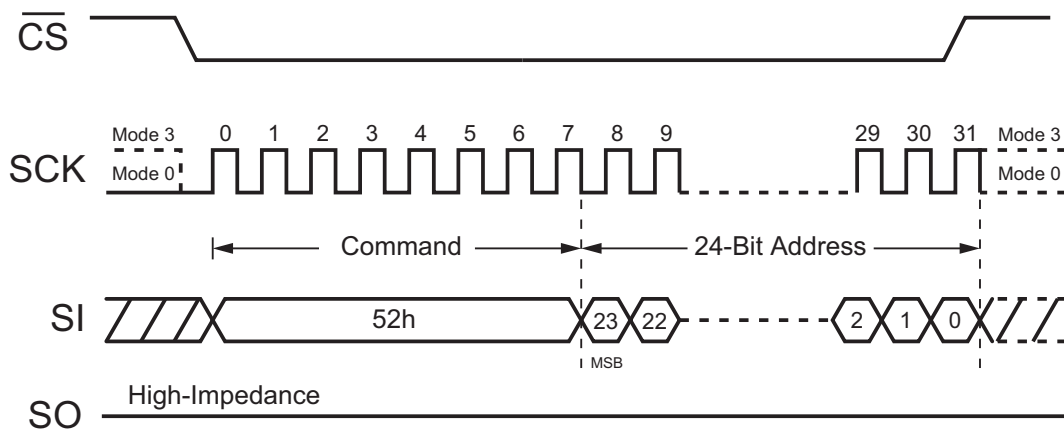 CS
Mode 3
0 1 2 3 4 5 6 7 8 9 29 30 31
Mode 3
SCK
Mode 0
Mode 0
Command
24-Bit Address
SI
52h
23 22 2 1 0
MSB
High-Impedance
SO